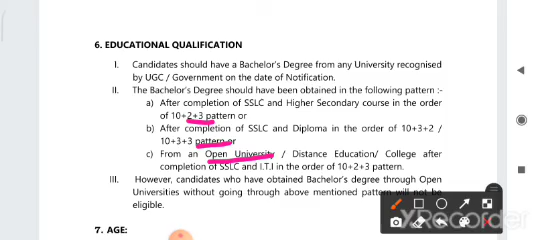 6. EDUCATIONAL QUALIFICATION
I. Candidates should have a Bachelor's Degree from any University recognised
by UGC / Government on the date of Notification.
II. The Bachelor's Degree should have been obtained in the following pattern :-
a) After completion of SSLC and Higher Secondary course in the order
of 10+2+3 pattern or
b) After completion of SSLC and Diploma in the order of 10+3+2 /
10+3+3 pattern or
c) From an Open University / Distance Education/ College after
completion of SSLC and I.T.I in the order of 10+2+3 pattern.
III. However, candidates who have obtained Bachelor's degree through Open
Universities without going through above mentioned pattern will not be
eligible.
7. AGE:
XRecorder